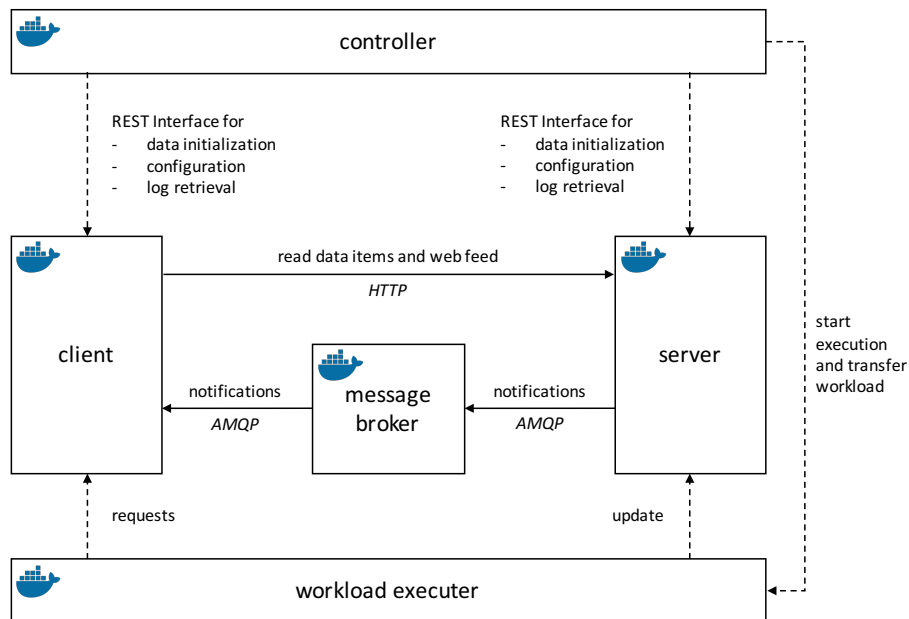 controller
REST Interface for
- data initialization
- configuration
- log retrieval
REST Interface for
- data initialization
- configuration
- log retrieval
read data items and web feed
HTTP
client
server
start
execution
and transfer
workload
message
broker
notifications
AMQP
notifications
AMQP
requests
update
workload executer